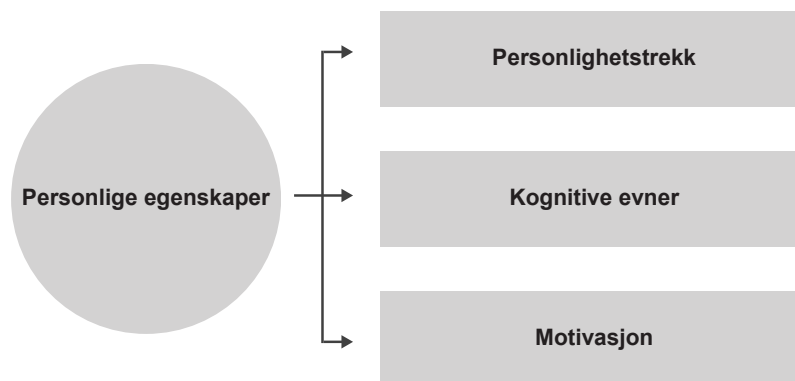 Personlighetstrekk
Personlige egenskaper
Kognitive evner
Motivasjon